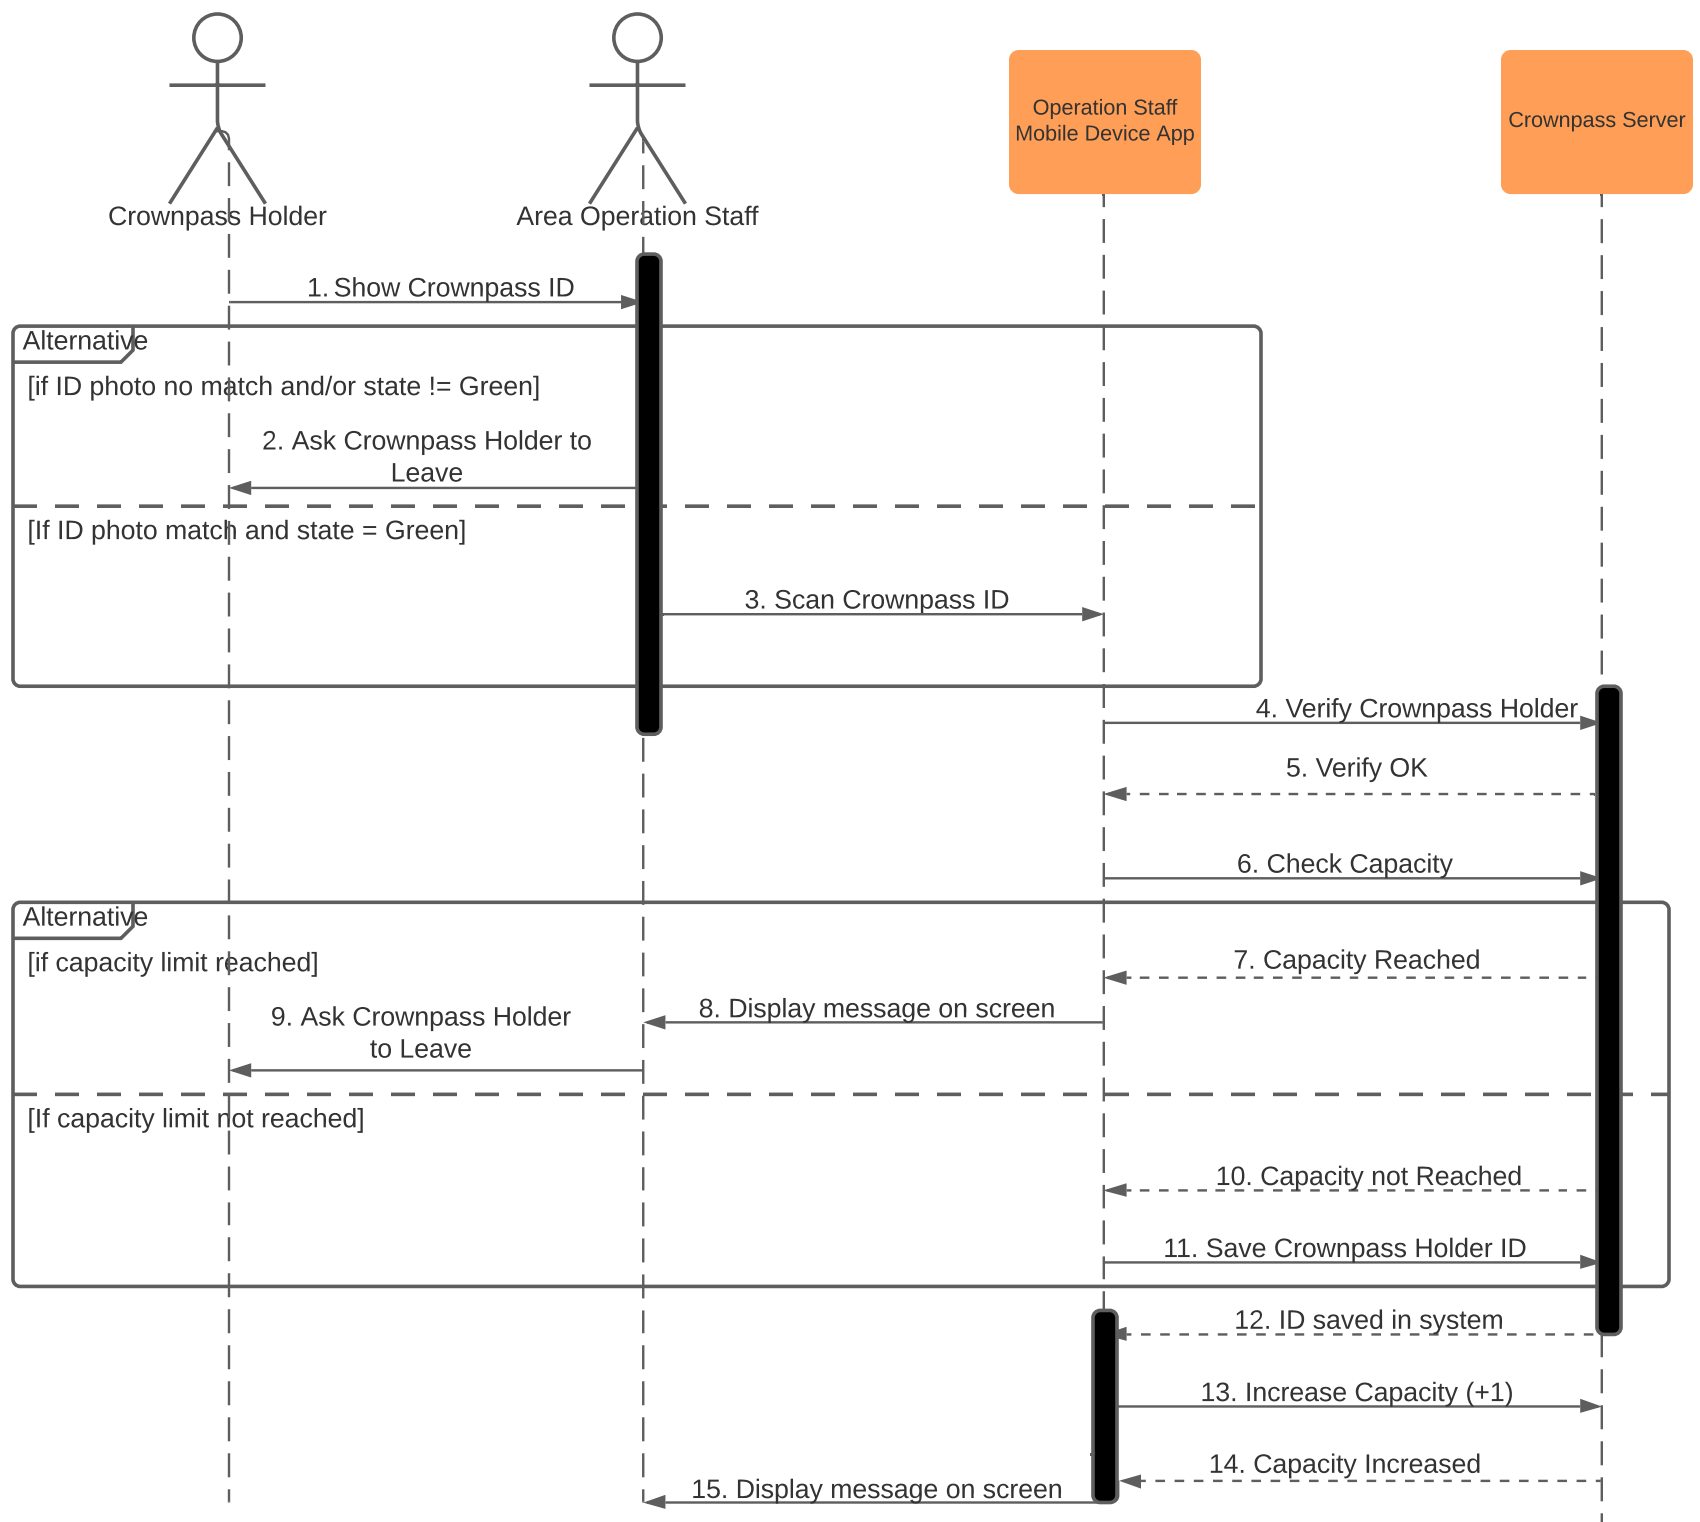 Operation Staff
Mobile Device App
Crownpass Server
Crownpass Holder
Area Operation Staff
1. Show Crownpass ID
Alternative
[if ID photo no match and/or state != Green]
2. Ask Crownpass Holder to
Leave
[If ID photo match and state = Green]
3. Scan Crownpass ID
4. Verify Crownpass Holder
5. Verify OK
6. Check Capacity
Alternative
[if capacity limit reached]
7. Capacity Reached
8. Display message on screen
9. Ask Crownpass Holder
to Leave
[If capacity limit not reached]
10. Capacity not Reached
11. Save Crownpass Holder ID
12. ID saved in system
13. Increase Capacity (+1)
14. Capacity Increased
15. Display message on screen